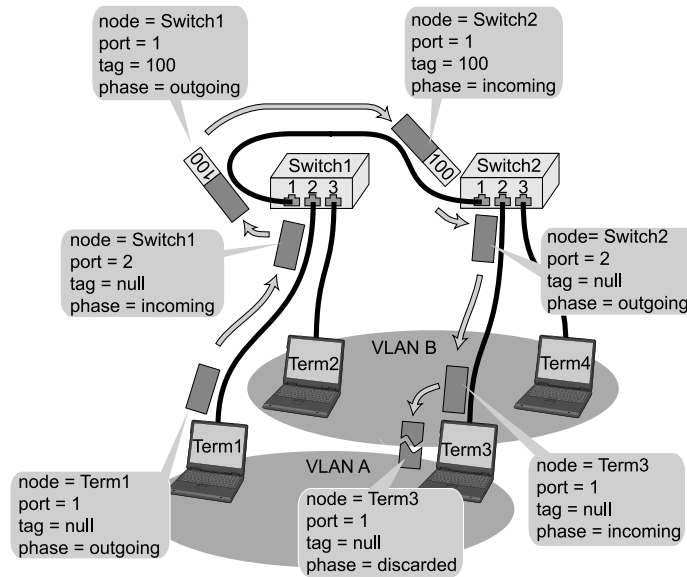 node = Switch1
port = 1
tag = 100
phase = outgoing
node = Switch2
port = 1
tag = 100
phase = incoming
100
100
Switch1
1 2 3
Switch2
1 2 3
node = Switch1
port = 2
tag = null
phase = incoming
node= Switch2
port = 2
tag = null
phase = outgoing
VLAN B
Term2
Term4
Term1
Term3
VLAN A
node = Term1
port = 1
tag = null
phase = outgoing
node = Term3
port = 1
tag = null
phase = discarded
node = Term3
port = 1
tag = null
phase = incoming